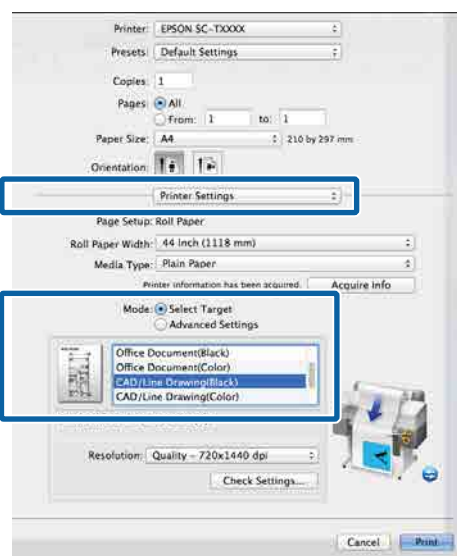 Printer: EPSON SC-TXXXX
Presets: Default Settings
Copies: 1
Pages: All
From: 1 to: 1
Paper Size: A4 210 by 297 mm
Orientation:
Printer Settings
Page Setup: Roll Paper
Roll Paper Width: 44 Inch (1118 mm)
Media Type: Plain Paper
Printer information has been acquired. Acquire Info
Mode: Select Target
Advanced Settings
Office Document(Black)
Office Document(Color)
CAD/Line Drawing(Black)
CAD/Line Drawing(Color)
Resolution: Quality - 720x1440 dpi
Check Settings...
Cancel Print